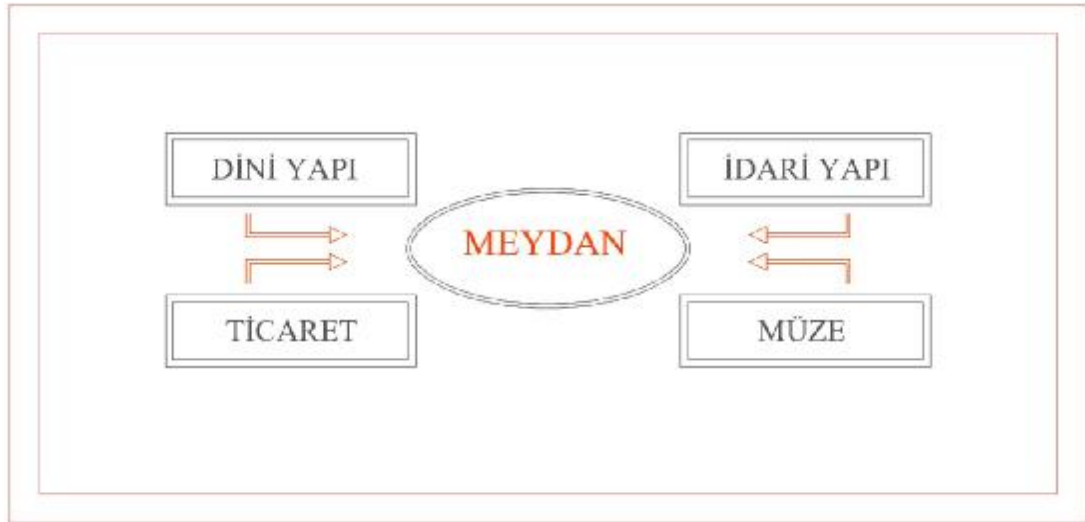 DİNİ YAPI
İDARİ YAPI
MEYDAN
TİCARET
MÜZE